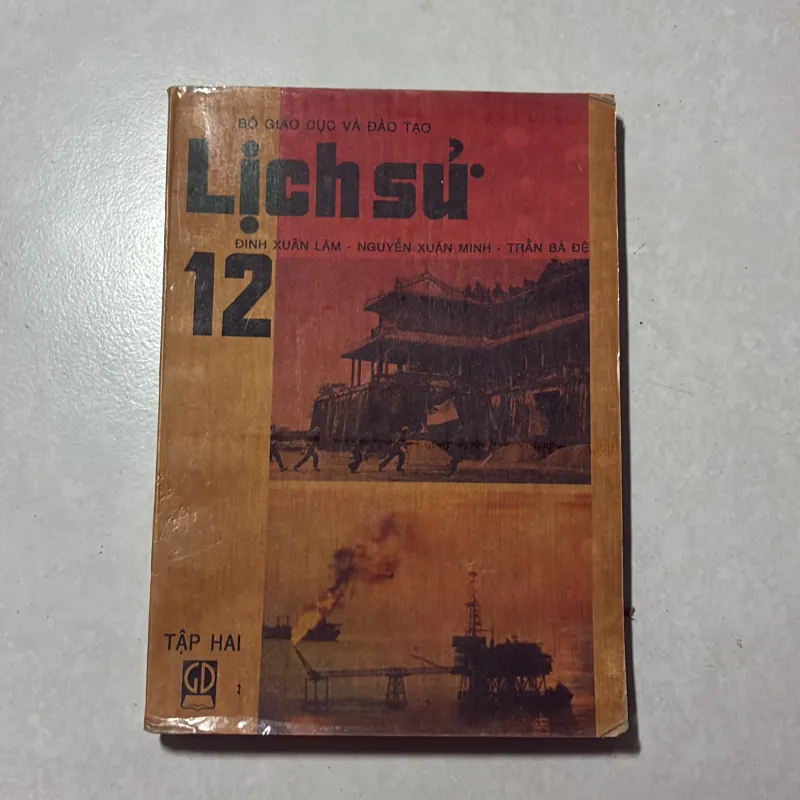 BỘ GIÁO DỤC VÀ ĐÀO TẠO
Lịch sử
ĐINH XUÂN LÂM - NGUYỄN XUÂN MINH - TRẦN BÁ ĐỆ
12
TẬP HAI
GD